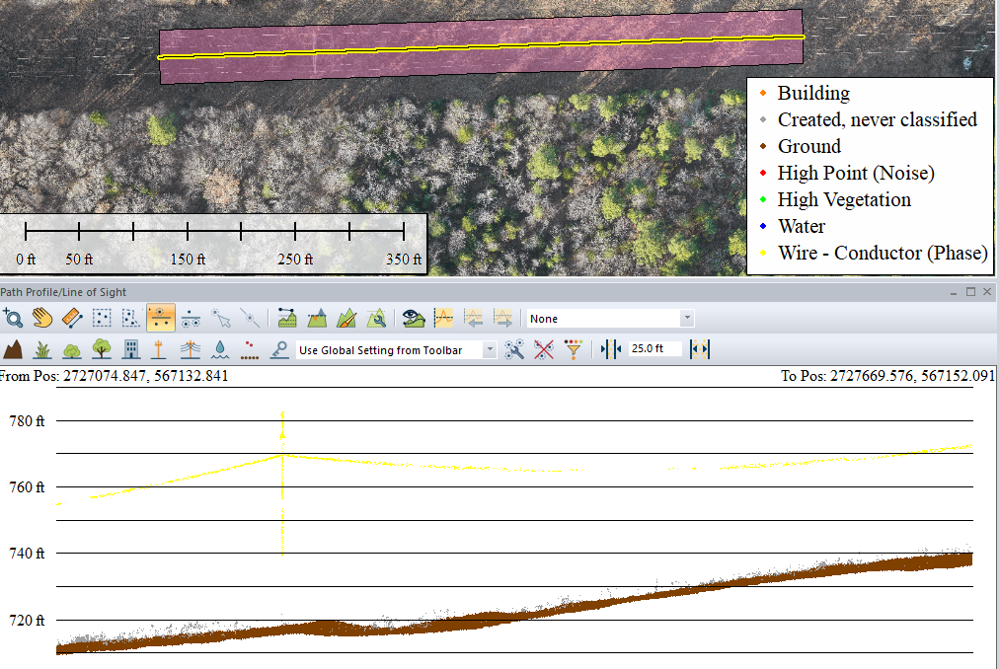 Building
Created, never classified
Ground
High Point (Noise)
High Vegetation
Water
Wire - Conductor (Phase)
0 ft 50 ft 150 ft 250 ft 350 ft
Path Profile/Line of Sight
None
Use Global Setting from Toolbar 25.0 ft
From Pos: 2727074.847, 567132.841 To Pos: 2727669.576, 567152.091
780 ft
760 ft
740 ft
720 ft